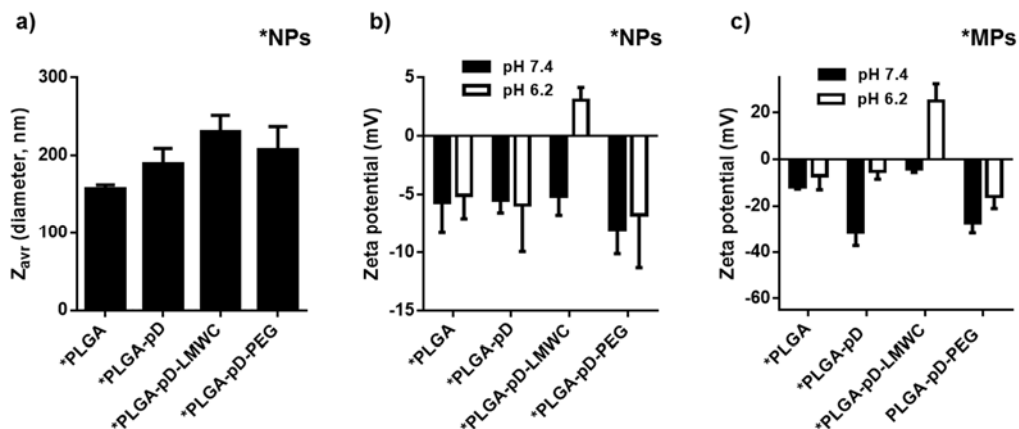 a)
*NPs
Zavr (diameter, nm)
300
200
100
0
*PLGA
*PLGA-pD
*PLGA-pD-LMWC
*PLGA-pD-PEG
b)
*NPs
pH 7.4
pH 6.2
Zeta potential (mV)
5
0
-5
-10
-15
*PLGA
*PLGA-pD
*PLGA-pD-LMWC
*PLGA-pD-PEG
c)
*MPs
pH 7.4
pH 6.2
Zeta potential (mV)
20
0
-20
-40
-60
*PLGA
*PLGA-pD
*PLGA-pD-LMWC
PLGA-pD-PEG